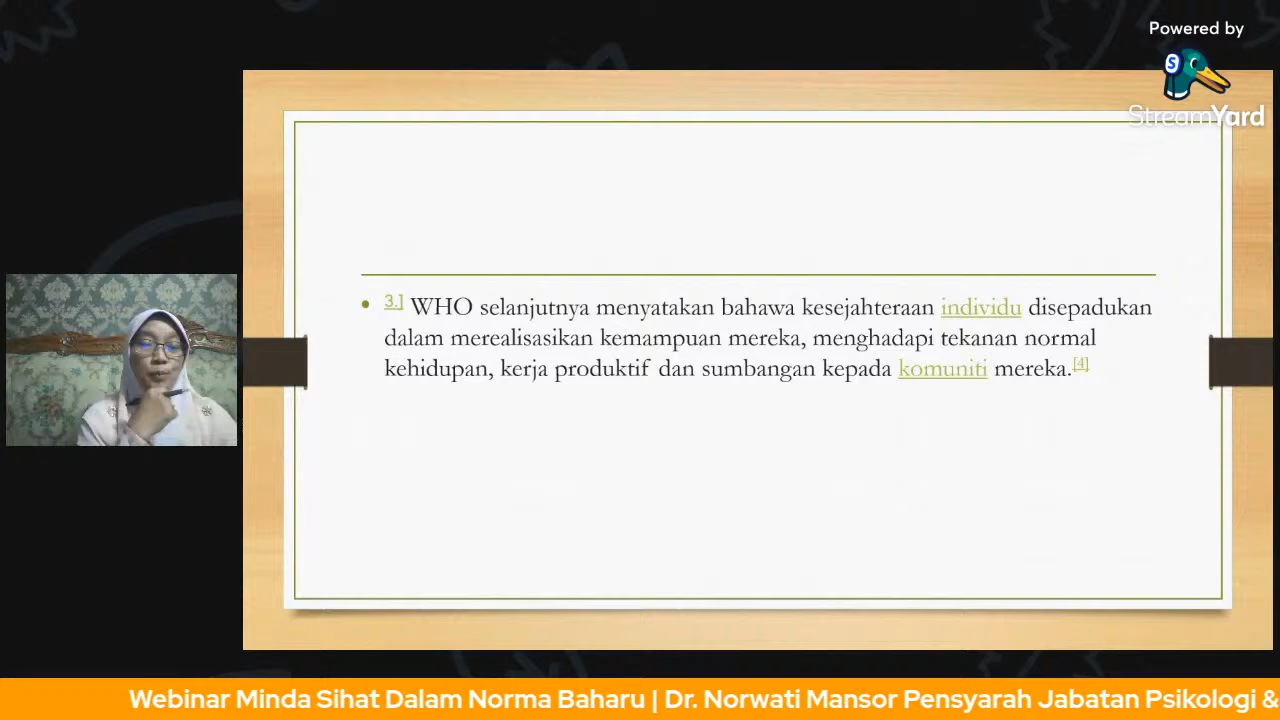 Powered by
S
StreamYard
• 3.] WHO selanjutnya menyatakan bahawa kesejahteraan individu disepadukan
dalam merealisasikan kemampuan mereka, menghadapi tekanan normal
kehidupan, kerja produktif dan sumbangan kepada komuniti mereka.[4]
Webinar Minda Sihat Dalam Norma Baharu | Dr. Norwati Mansor Pensyarah Jabatan Psikologi &